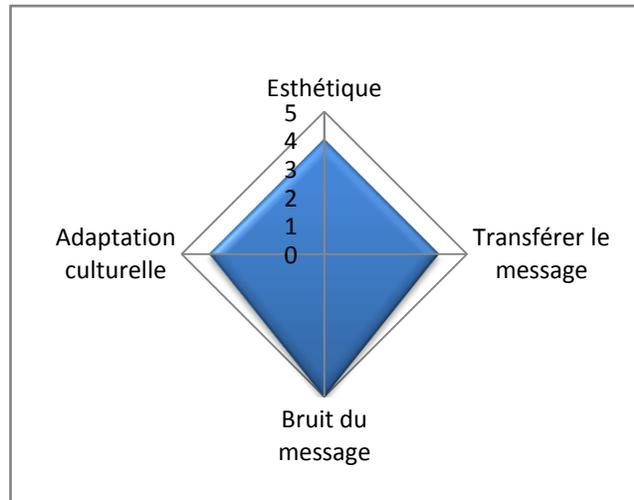 Esthétique
5
4
3
2
1
0
Adaptation
culturelle
Transférer le
message
Bruit du
message